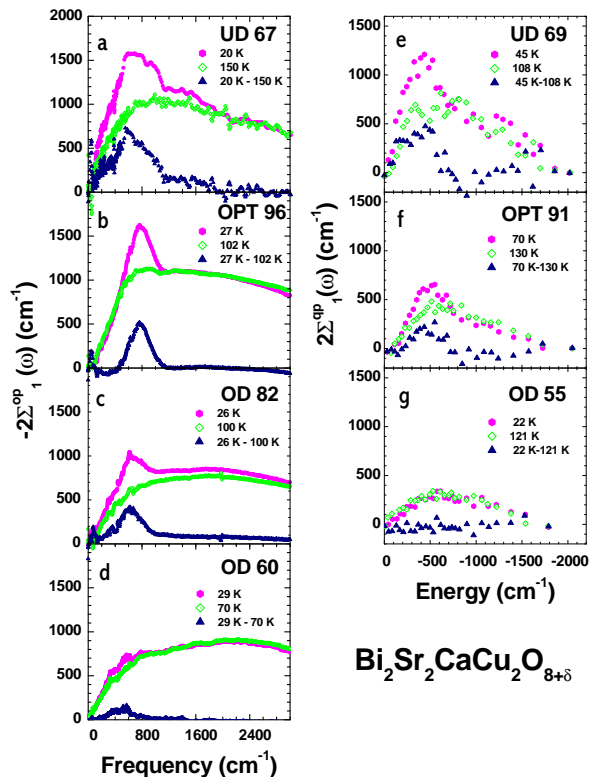 a
UD 67
20 K
150 K
20 K - 150 K
2000
1500
1000
500
0
b
OPT 96
27 K
102 K
27 K - 102 K
1500
1000
500
0
c
OD 82
26 K
100 K
26 K - 100 K
1500
1000
500
0
d
OD 60
29 K
70 K
29 K - 70 K
1500
1000
500
0
0 800 1600 2400
Frequency (cm⁻¹)
-2Σ₁ᵒᵖ(ω) (cm⁻¹)
e
UD 69
45 K
108 K
45 K-108 K
1500
1000
500
0
f
OPT 91
70 K
130 K
70 K-130 K
1500
1000
500
0
g
OD 55
22 K
121 K
22 K-121 K
1500
1000
500
0
0 -500 -1000 -1500 -2000
Energy (cm⁻¹)
2Σ₁qᵖ(ω) (cm⁻¹)
Bi₂Sr₂CaCu₂O₈₊δ